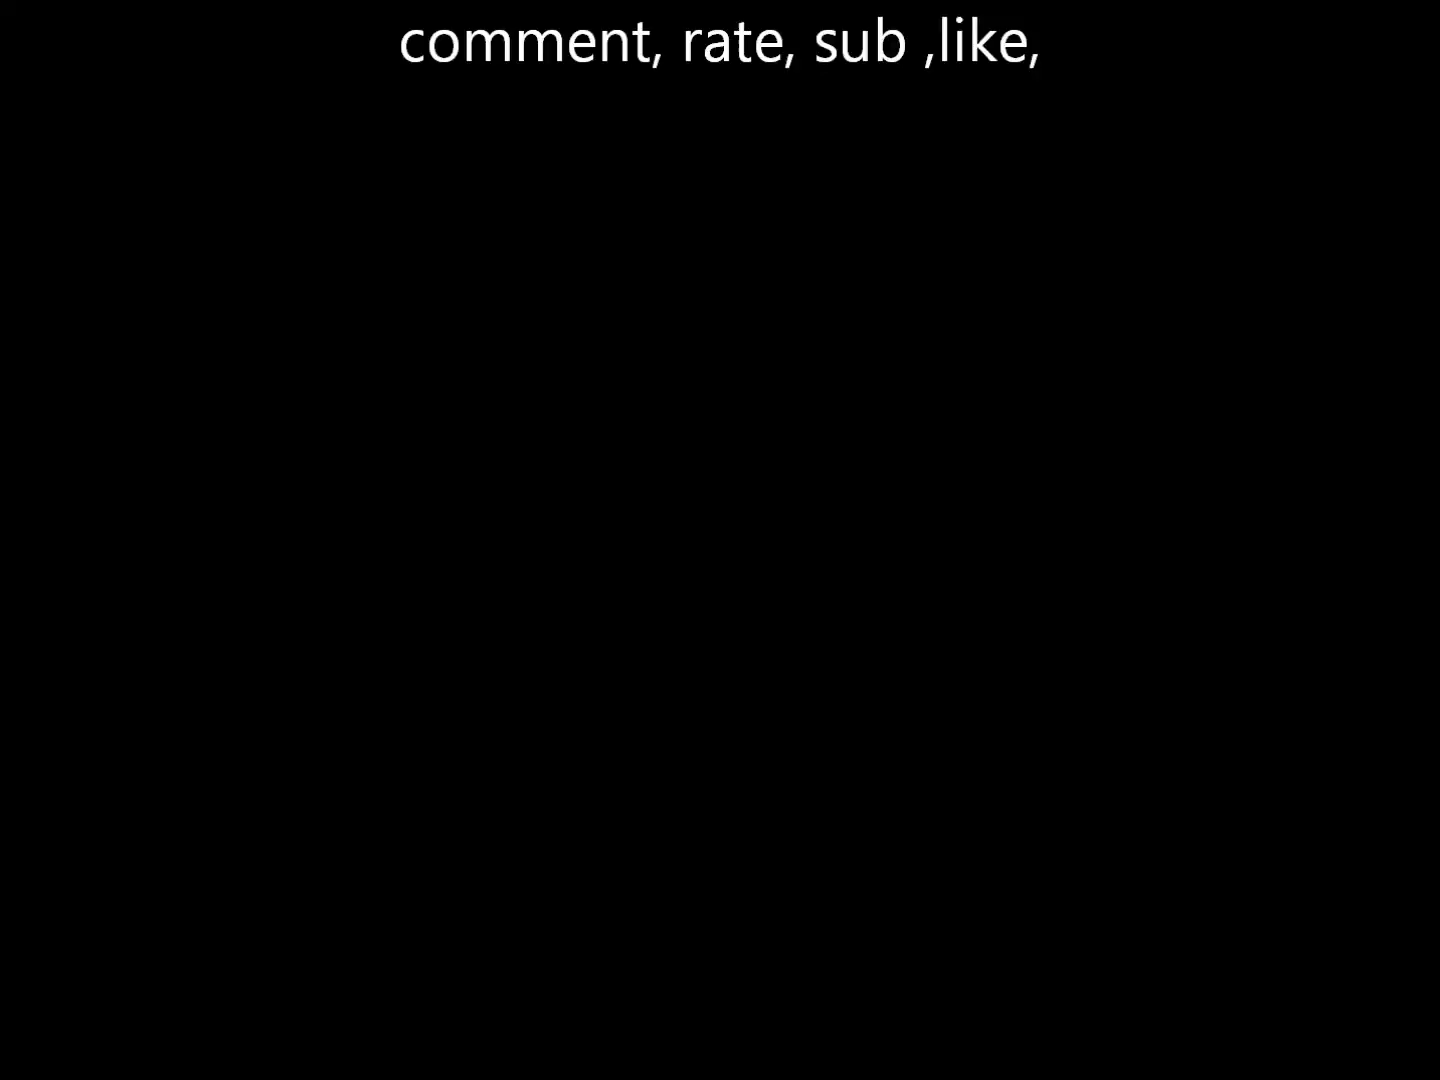 comment, rate, sub ,like,